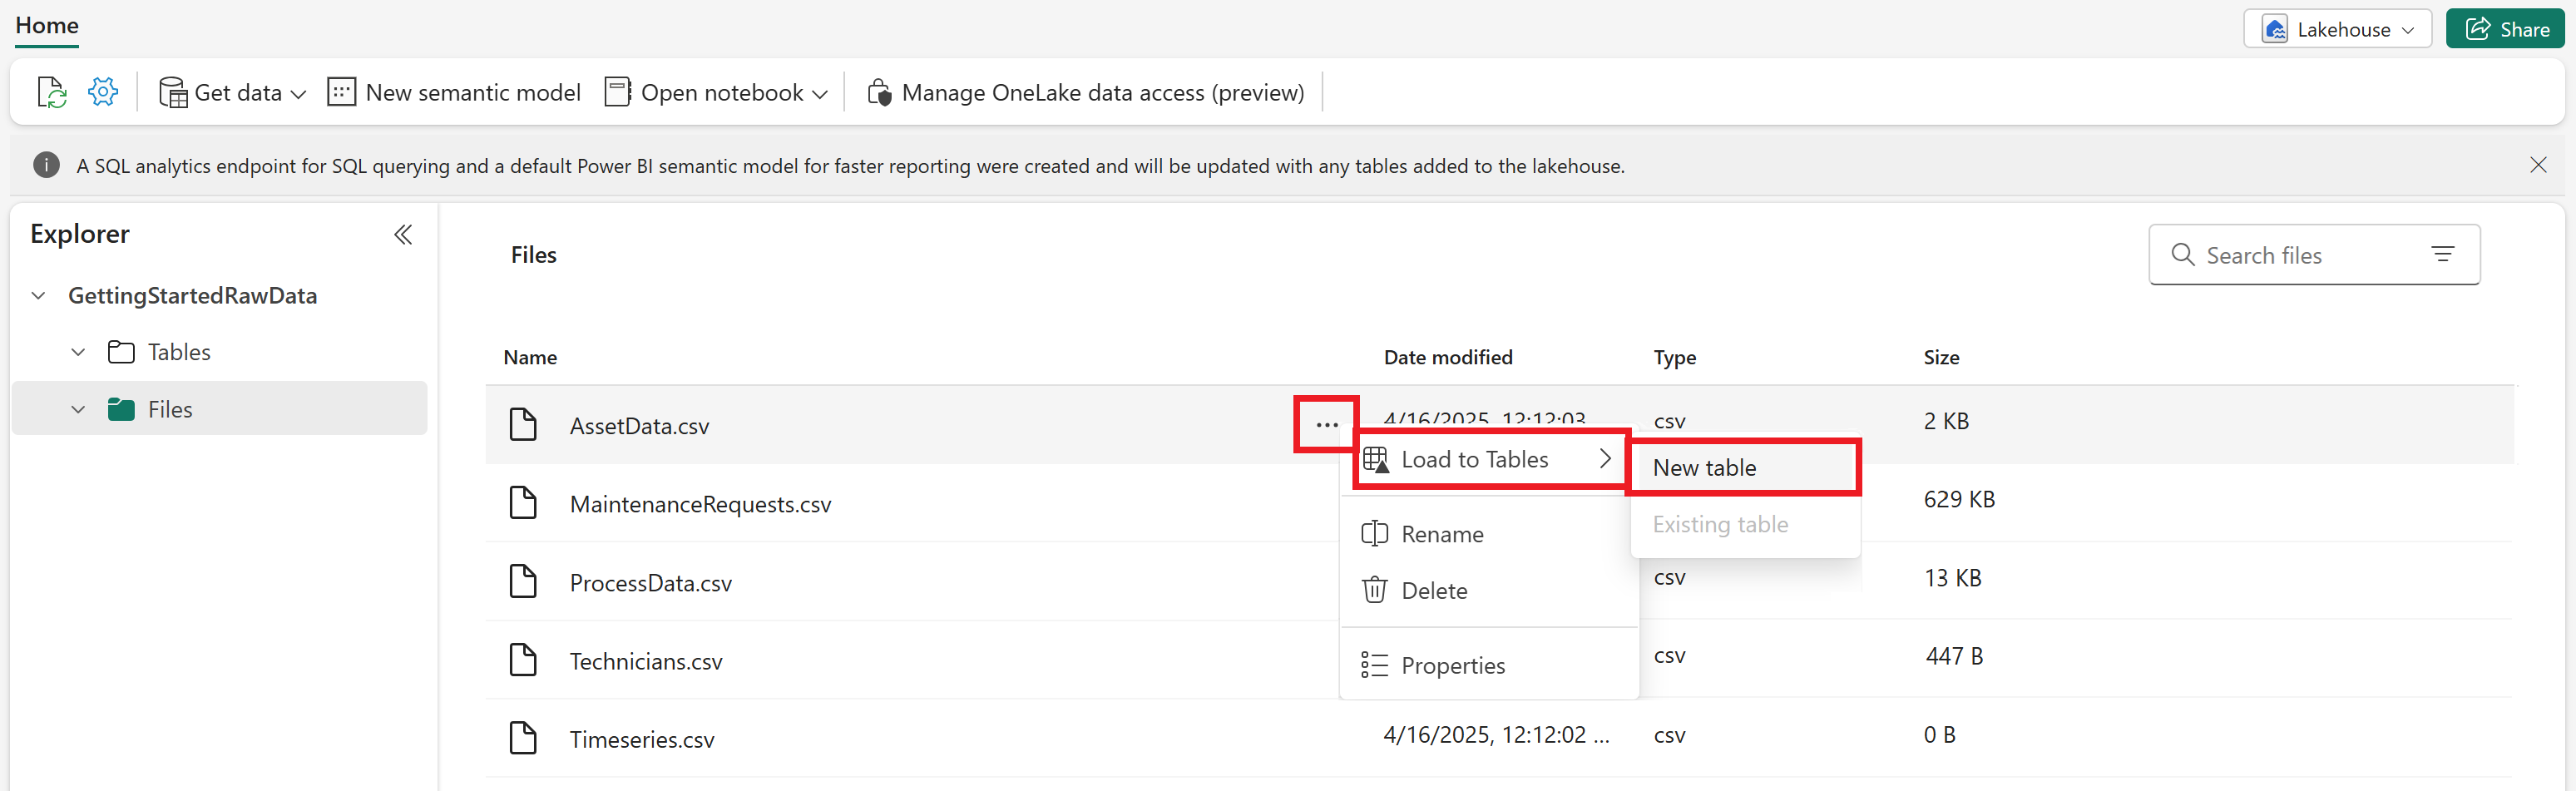 Home
Lakehouse
Share
Get data
New semantic model
Open notebook
Manage OneLake data access (preview)
A SQL analytics endpoint for SQL querying and a default Power BI semantic model for faster reporting were created and will be updated with any tables added to the lakehouse.
Explorer
GettingStartedRawData
Tables
Files
Files
Search files
Name Date modified Type Size
AssetData.csv ... 4/16/2025, 12:12:03 csv 2 KB
Load to Tables
New table
Existing table
Rename
Delete
Properties
MaintenanceRequests.csv 629 KB
ProcessData.csv csv 13 KB
Technicians.csv csv 447 B
Timeseries.csv 4/16/2025, 12:12:02 ... csv 0 B